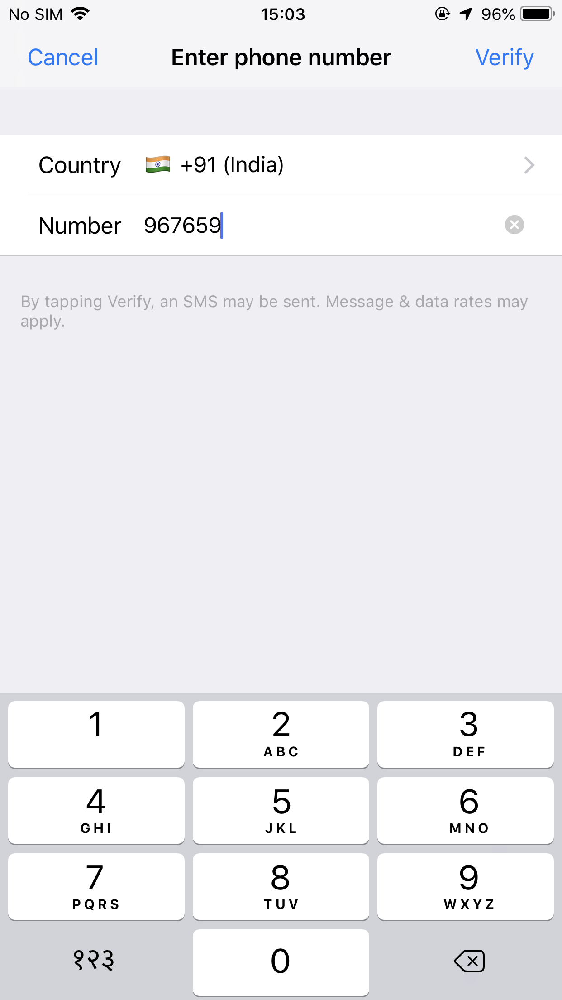 No SIM 15:03 96%
Cancel Enter phone number Verify
Country 🇮🇳 +91 (India)
Number 967659
By tapping Verify, an SMS may be sent. Message & data rates may
apply.
1 2 3
ABC DEF
4 5 6
GHI JKL MNO
7 8 9
PQRS TUV WXYZ
१२३ 0